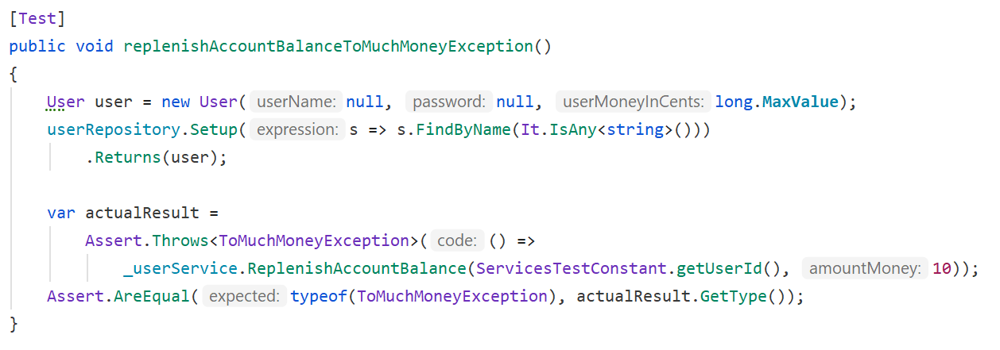 [Test]
public void replenishAccountBalanceToMuchMoneyException()
{
User user = new User( userName: null, password: null, userMoneyInCents: long.MaxValue);
userRepository.Setup( expression: s => s.FindByName(It.IsAny<string>()))
.Returns(user);
var actualResult =
Assert.Throws<ToMuchMoneyException>( code: () =>
_userService.ReplenishAccountBalance(ServicesTestConstant.getUserId(), amountMoney: 10));
Assert.AreEqual( expected: typeof(ToMuchMoneyException), actualResult.GetType());
}